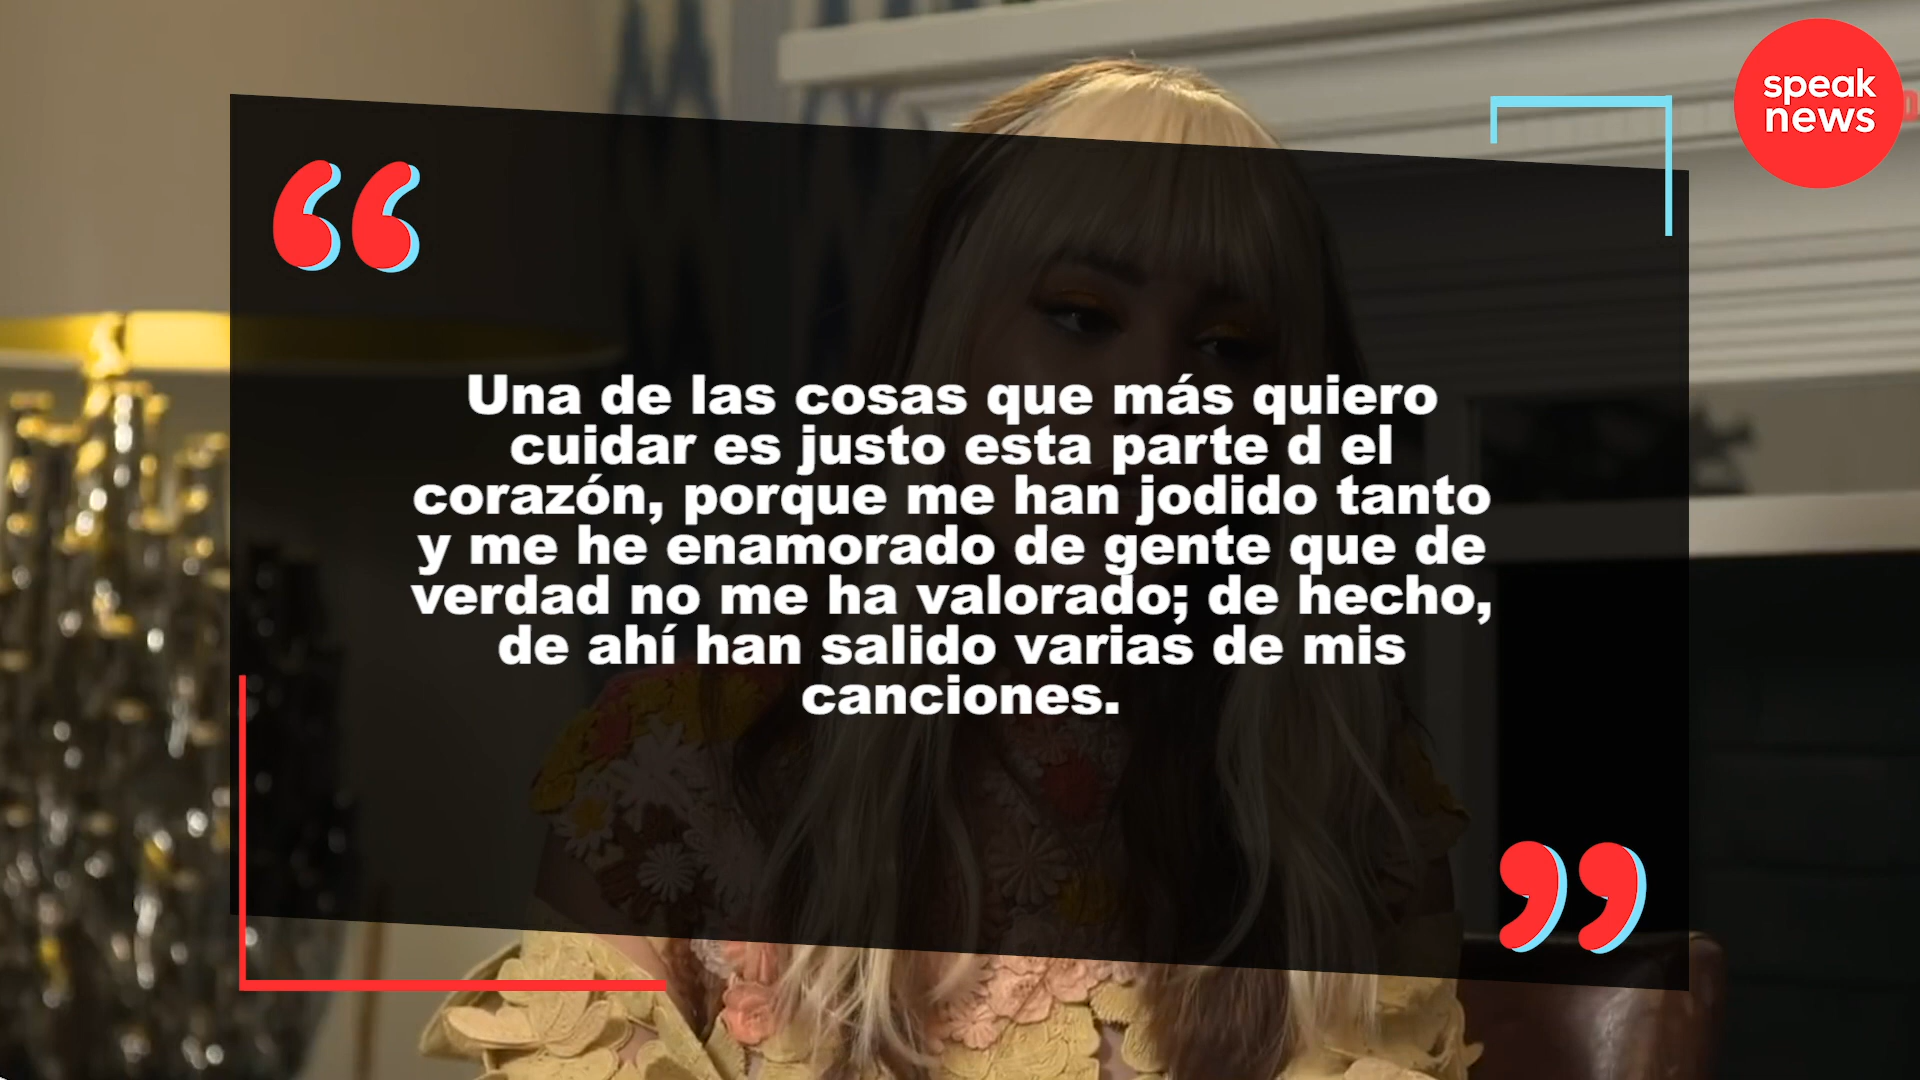 speak
news
Una de las cosas que más quiero
cuidar es justo esta parte d el
corazón, porque me han jodido tanto
y me he enamorado de gente que de
verdad no me ha valorado; de hecho,
de ahí han salido varias de mis
canciones.